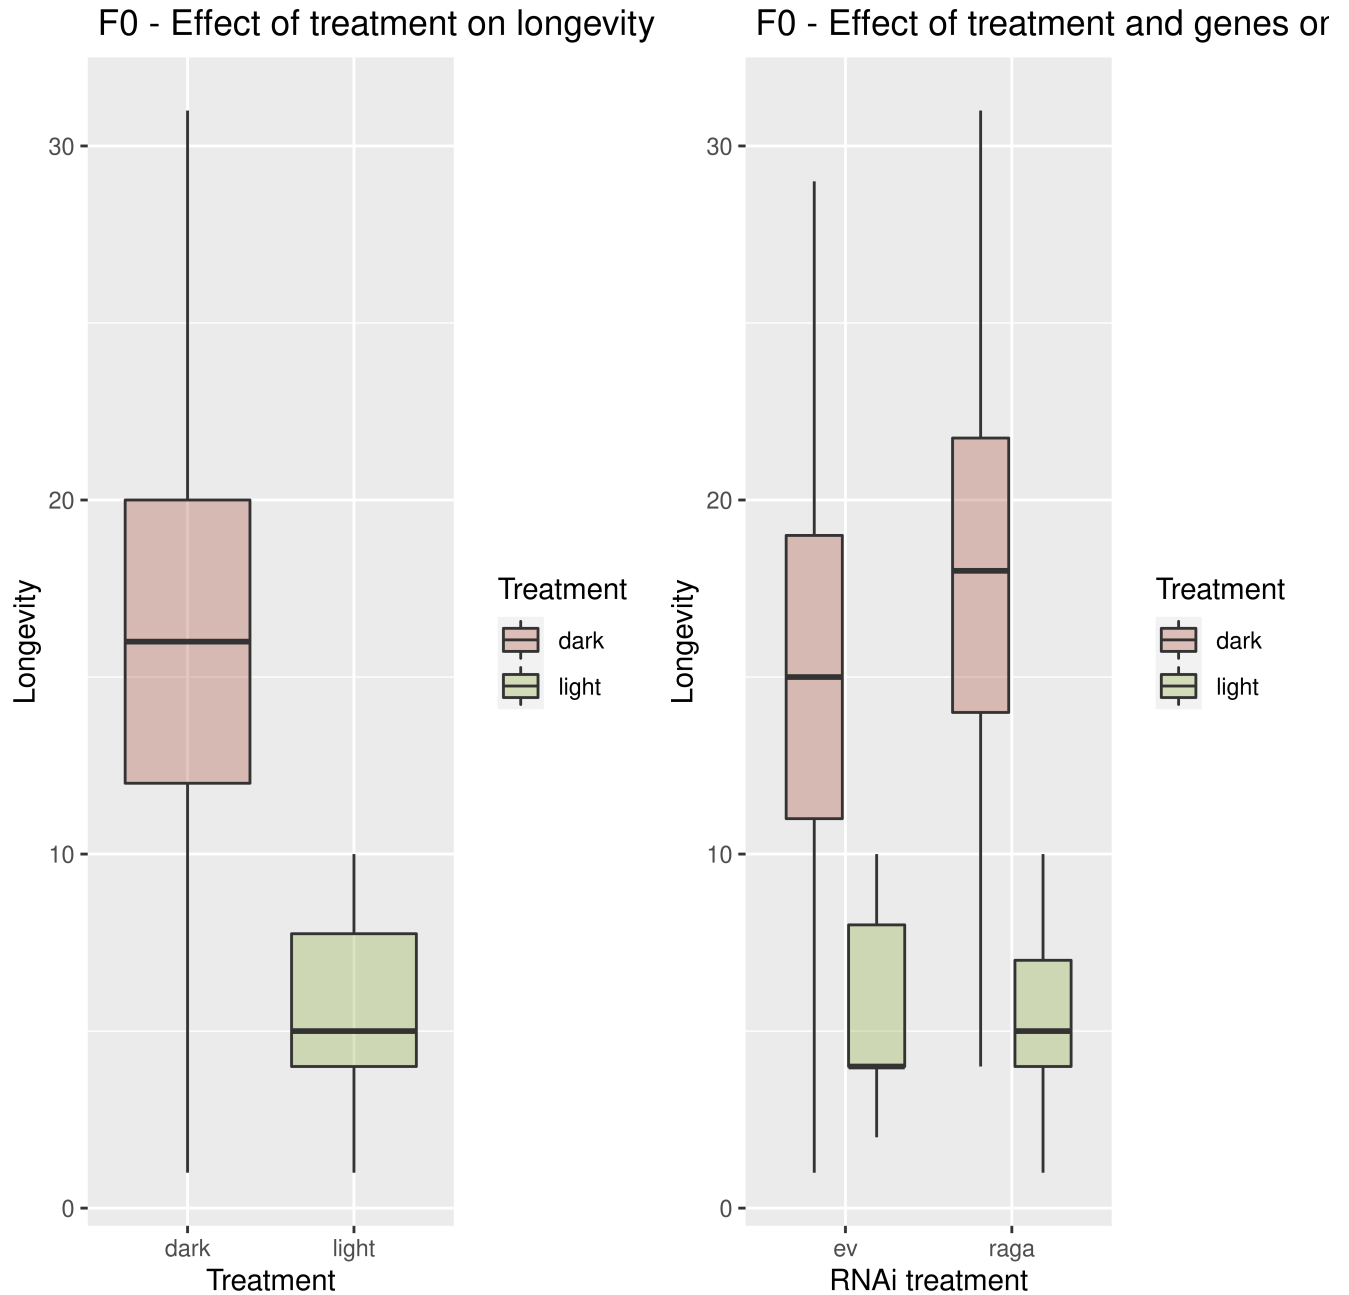 F0 - Effect of treatment on longevity
30
20
10
0
Longevity
dark
light
Treatment
Treatment
dark
light
F0 - Effect of treatment and genes or
30
20
10
0
Longevity
ev
raga
RNAi treatment
Treatment
dark
light